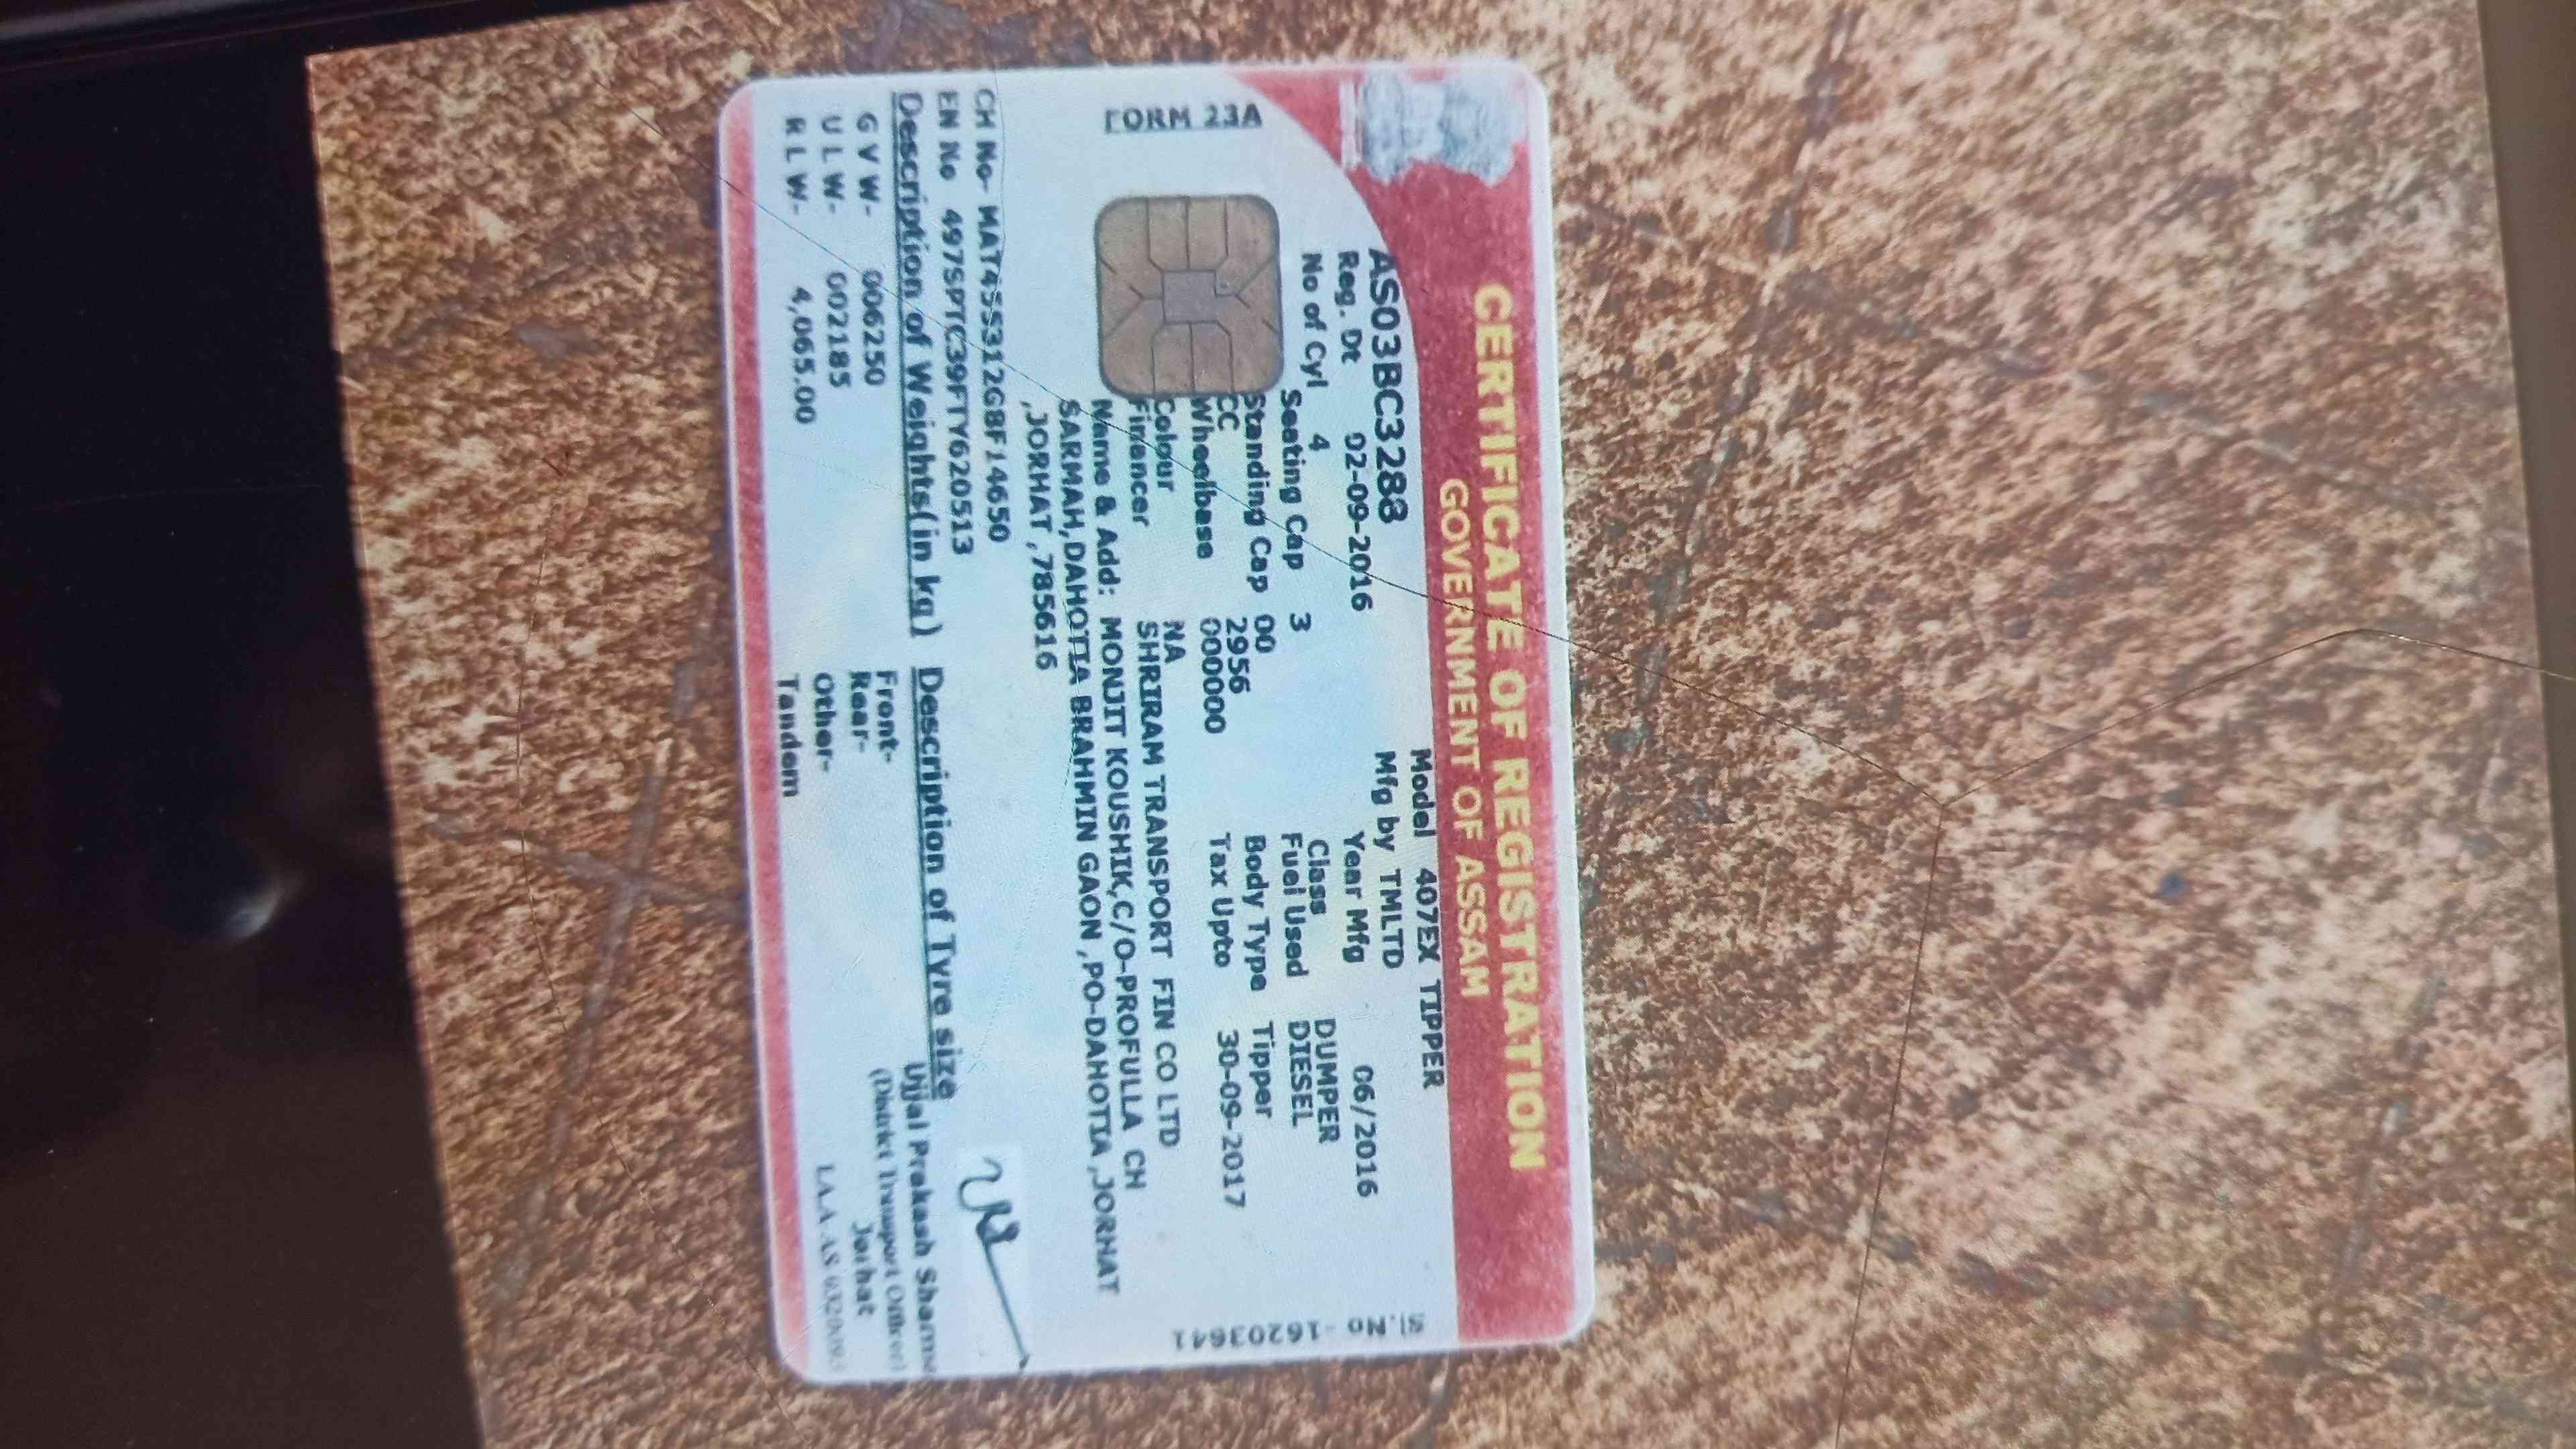 CERTIFICATE OF REGISTRATION
GOVERNMENT OF ASSAM
FORM 23A
AS03BC3288
Model 407EX TIPPER
Reg. Dt 02-09-2016
Mfg by TMLTD
No of Cyl 4
Year Mfg 06/2016
Seating Cap 3
Class DUMPER
Standing Cap 00
Fuel Used DIESEL
CC 2956
Body Type Tipper
Wheelbase 000000
Tax Upto 30-09-2017
Colour NA
Financer SHRIRAM TRANSPORT FIN CO LTD
Name & Add: MONJIT KOUSHIK,C/O-PROFULLA CH
SARMAH,DAHOTIA BRAHMIN GAON ,PO-DAHOTIA ,JORHAT
,JORHAT ,785616
CH No- MAT455312G8F14650
EN No 497SPTC39FTY620513
Description of Weights(in kg) Description of Tyre size
G V W- 006250 Front-
U L W- 002185 Rear-
R L W- 4,065.00 Other-
Tandem
Ujjal Prakash Sharma
(District Transport Officer)
Jorhat
Sl.No -16203641